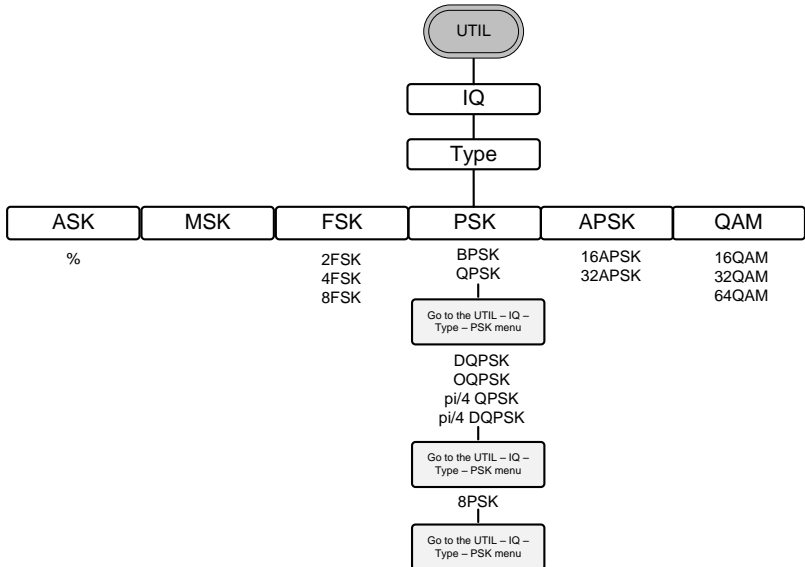 UTIL
IQ
Type
ASK MSK FSK PSK APSK QAM
% 2FSK BPSK 16APSK 16QAM
4FSK QPSK 32APSK 32QAM
8FSK 64QAM
Go to the UTIL – IQ –
Type – PSK menu
DQPSK
OQPSK
pi/4 QPSK
pi/4 DQPSK
Go to the UTIL – IQ –
Type – PSK menu
8PSK
Go to the UTIL – IQ –
Type – PSK menu